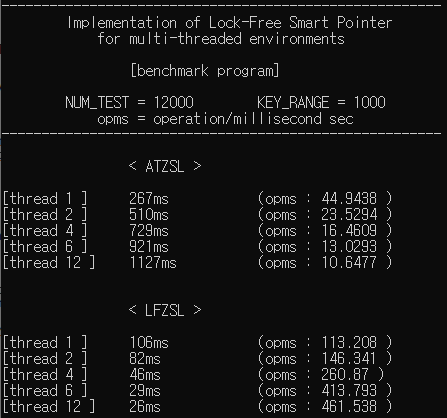 Implementation of Lock-Free Smart Pointer
for multi-threaded environments
[benchmark program]
NUM_TEST = 12000 KEY_RANGE = 1000
opms = operation/millisecond sec
< ATZSL >
[thread 1 ] 267ms (opms : 44.9438 )
[thread 2 ] 510ms (opms : 23.5294 )
[thread 4 ] 729ms (opms : 16.4609 )
[thread 6 ] 921ms (opms : 13.0293 )
[thread 12 ] 1127ms (opms : 10.6477 )
< LFZSL >
[thread 1 ] 106ms (opms : 113.208 )
[thread 2 ] 82ms (opms : 146.341 )
[thread 4 ] 46ms (opms : 260.87 )
[thread 6 ] 29ms (opms : 413.793 )
[thread 12 ] 26ms (opms : 461.538 )